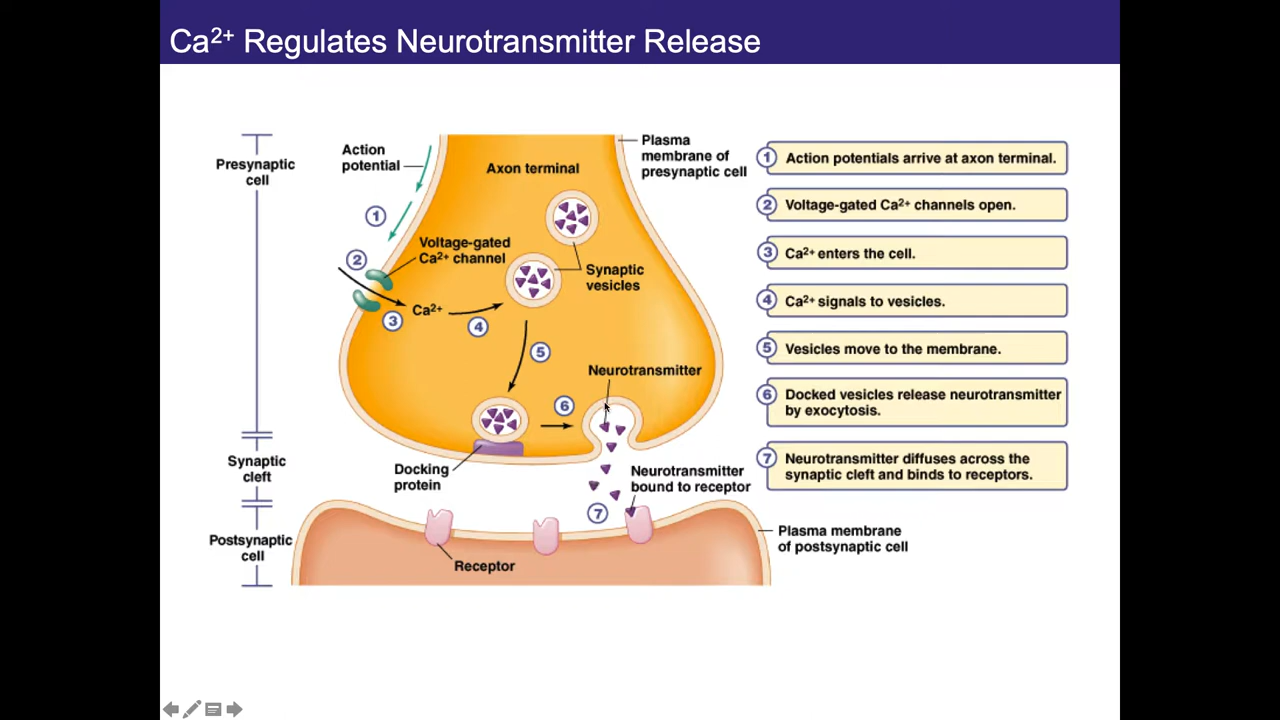 Ca²⁺ Regulates Neurotransmitter Release
Presynaptic
cell
Action
potential
Axon terminal
Plasma
membrane of
presynaptic cell
1
2
Voltage-gated
Ca²⁺ channel
Synaptic
vesicles
3
Ca²⁺
4
5
Neurotransmitter
6
Synaptic
cleft
Docking
protein
Neurotransmitter
bound to receptor
7
Postsynaptic
cell
Receptor
Plasma membrane
of postsynaptic cell
1 Action potentials arrive at axon terminal.
2 Voltage-gated Ca²⁺ channels open.
3 Ca²⁺ enters the cell.
4 Ca²⁺ signals to vesicles.
5 Vesicles move to the membrane.
6 Docked vesicles release neurotransmitter
by exocytosis.
7 Neurotransmitter diffuses across the
synaptic cleft and binds to receptors.